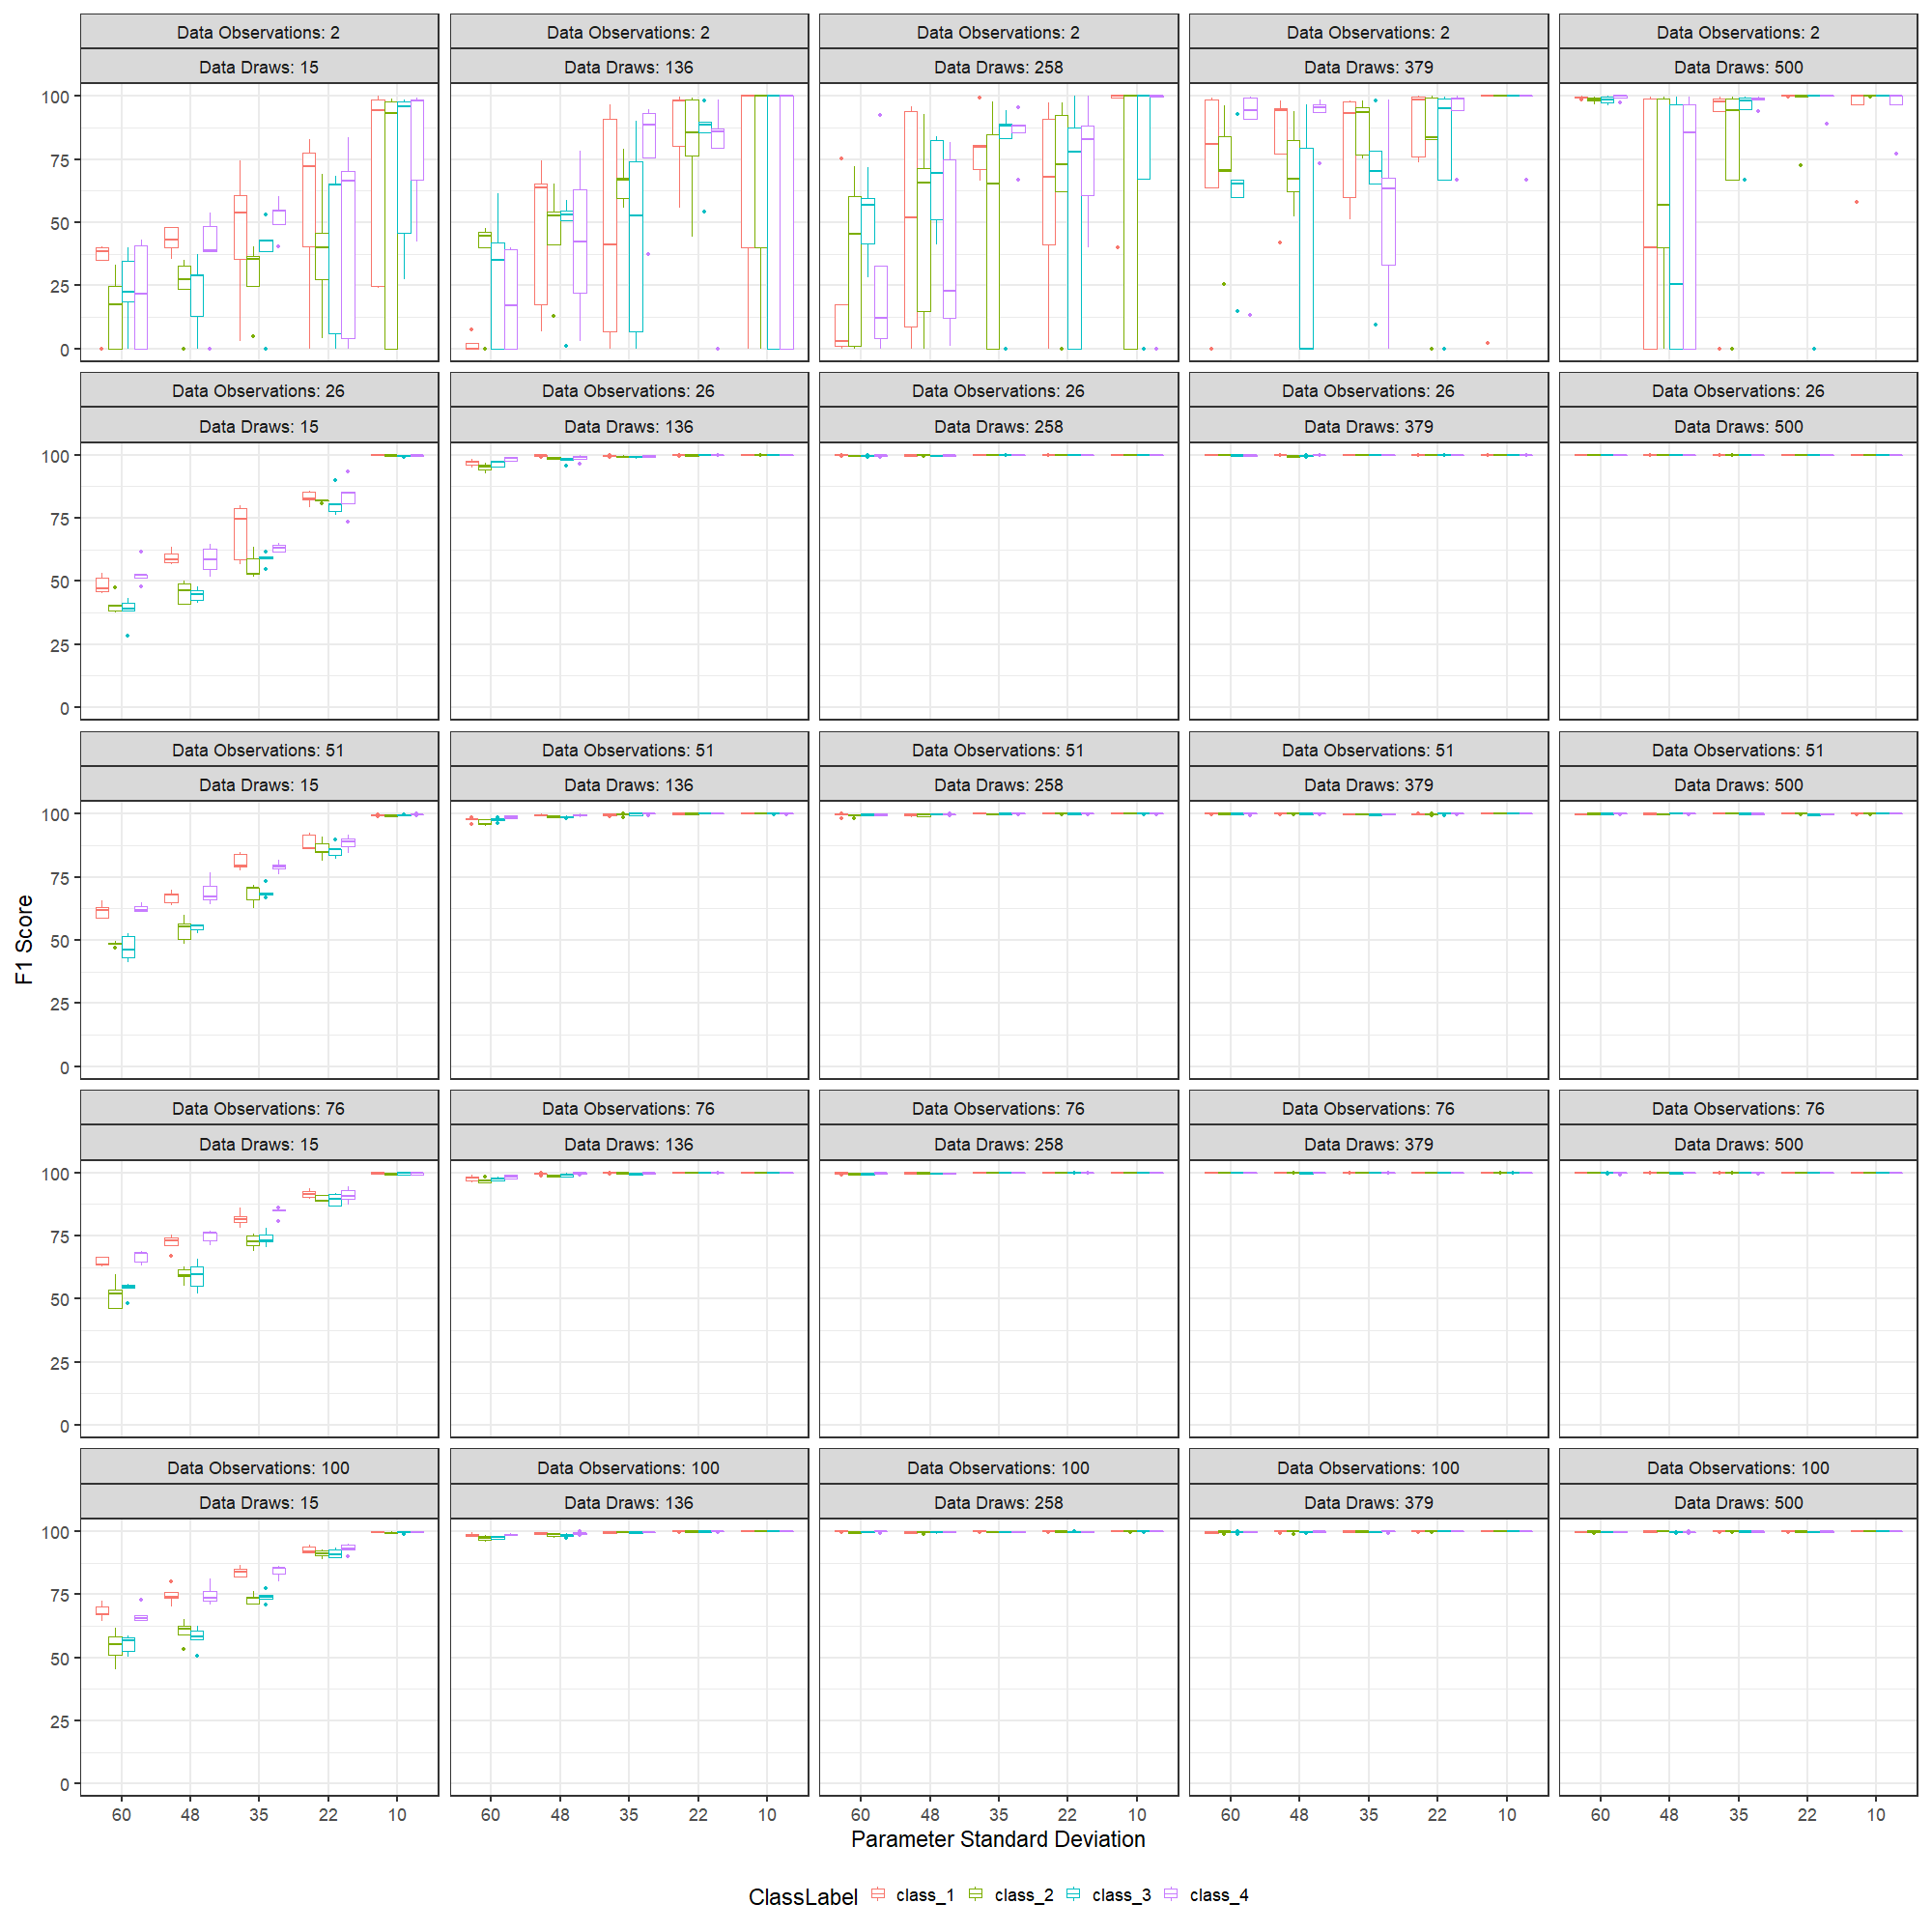 Data Observations: 2 Data Observations: 2 Data Observations: 2 Data Observations: 2 Data Observations: 2
Data Draws: 15 Data Draws: 136 Data Draws: 258 Data Draws: 379 Data Draws: 500
100
75
50
25
0
Data Observations: 26 Data Observations: 26 Data Observations: 26 Data Observations: 26 Data Observations: 26
Data Draws: 15 Data Draws: 136 Data Draws: 258 Data Draws: 379 Data Draws: 500
100
75
50
25
0
Data Observations: 51 Data Observations: 51 Data Observations: 51 Data Observations: 51 Data Observations: 51
Data Draws: 15 Data Draws: 136 Data Draws: 258 Data Draws: 379 Data Draws: 500
100
75
50
25
0
F1 Score
Data Observations: 76 Data Observations: 76 Data Observations: 76 Data Observations: 76 Data Observations: 76
Data Draws: 15 Data Draws: 136 Data Draws: 258 Data Draws: 379 Data Draws: 500
100
75
50
25
0
Data Observations: 100 Data Observations: 100 Data Observations: 100 Data Observations: 100 Data Observations: 100
Data Draws: 15 Data Draws: 136 Data Draws: 258 Data Draws: 379 Data Draws: 500
100
75
50
25
0
60 48 35 22 10 60 48 35 22 10 60 48 35 22 10 60 48 35 22 10 60 48 35 22 10
Parameter Standard Deviation
ClassLabel class_1 class_2 class_3 class_4